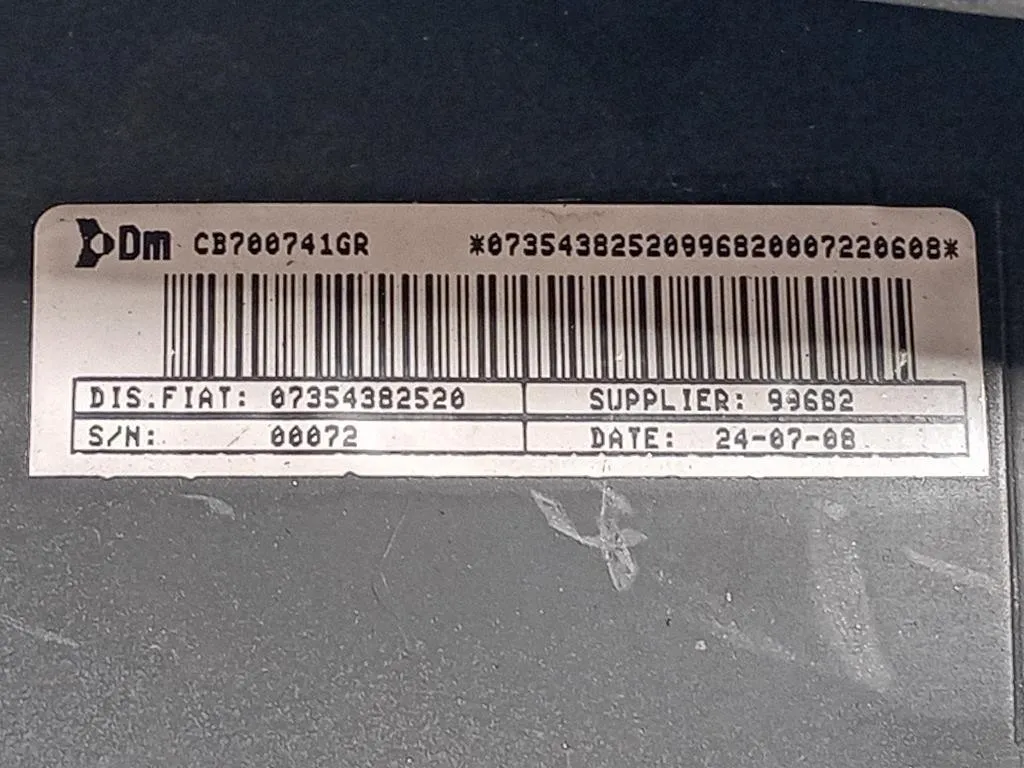 Dm CB700741GR *07354382520996820007220608*
DIS.FIAT: 07354382520 SUPPLIER: 99682
S/N: 00072 DATE: 24-07-08